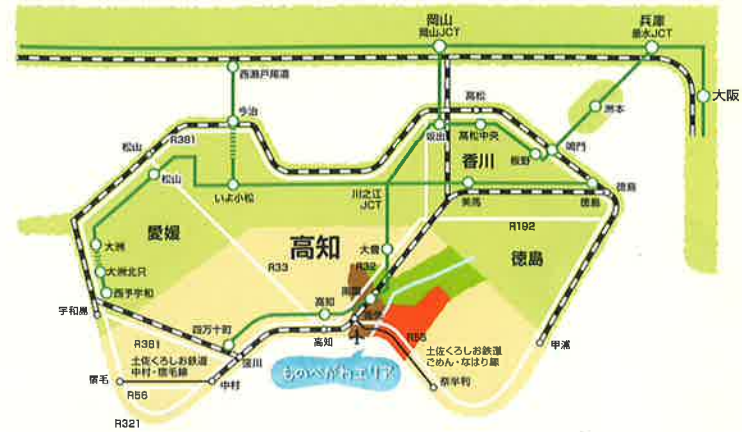 岡山
岡山JCT
兵庫
垂水JCT
西瀬戸尾道
大阪
高松
洲本
今治
R381
松山
坂出
高松中央
板野
鳴門
香川
松山
いよ小松
川之江
JCT
美馬
徳島
徳島
R192
愛媛
高知
徳島
大洲
大豊
R33
R32
大洲北只
西予宇和
南国
高知
宇和島
四万十町
高知
R55
R381
窪川
土佐くろしお鉄道
中村・宿毛線
土佐くろしお鉄道
ごめん・なはり線
甲浦
ものべがわエリア
宿毛
中村
奈半利
R56
R321